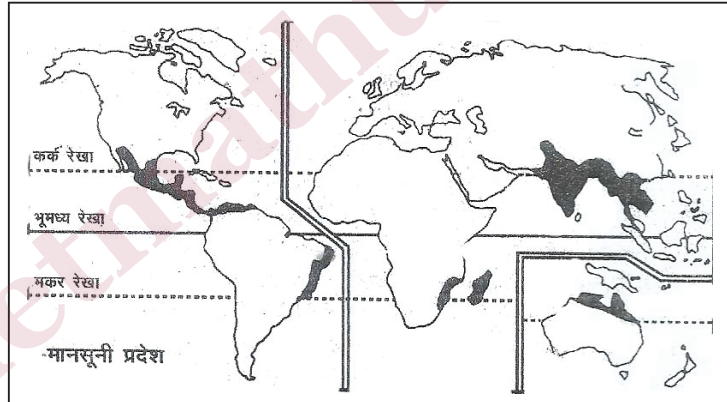 कर्क रेखा
भूमध्य रेखा
मकर रेखा
मानसूनी प्रदेश